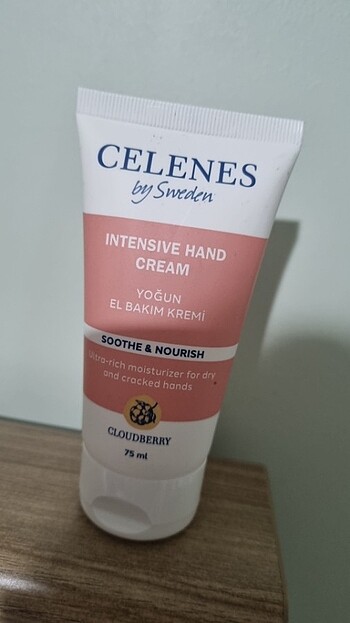 CELENES
by Sweden
INTENSIVE HAND
CREAM
YOĞUN
EL BAKIM KREMİ
SOOTHE & NOURISH
Ultra-rich moisturizer for dry
and cracked hands
CLOUDBERRY
75 ml